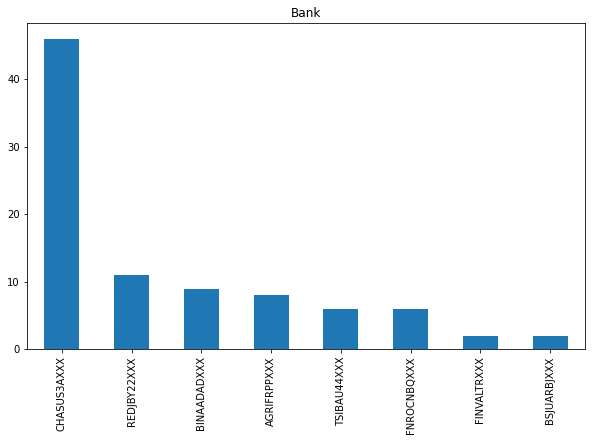 Bank
40
30
20
10
0
CHASUS3AXXX
REDJBY22XXX
BINAADADXXX
AGRIFRPPXXX
TSIBAU44XXX
FNROCNBQXXX
FINVALTRXXX
BSJUARBJXXX